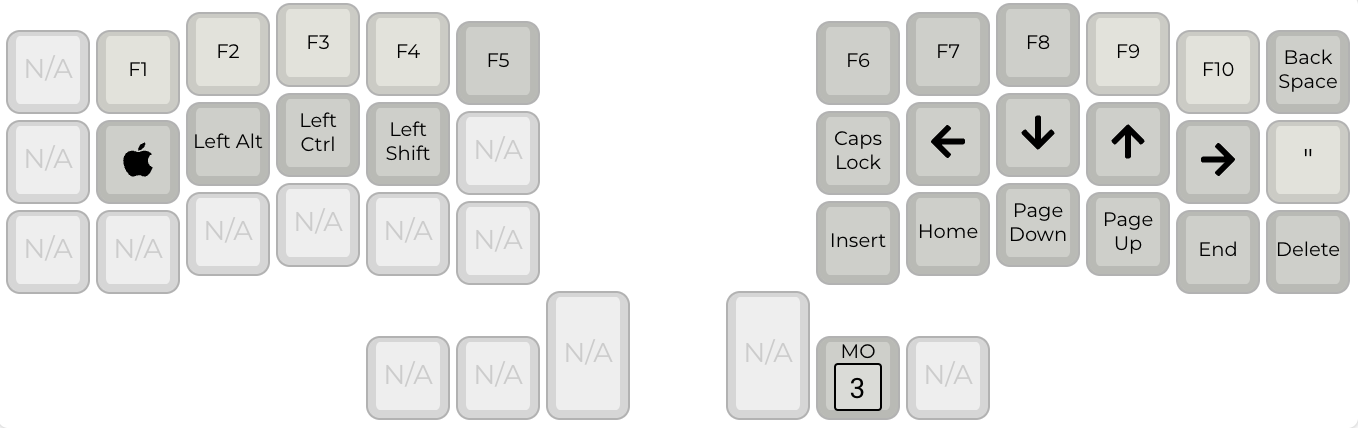 N/A
F1
F2
F3
F4
F5
F6
F7
F8
F9
F10
Back
Space
N/A
Left Alt
Left
Ctrl
Left
Shift
N/A
Caps
Lock
"
N/A
N/A
N/A
N/A
N/A
N/A
Insert
Home
Page
Down
Page
Up
End
Delete
N/A
N/A
N/A
N/A
MO
3
N/A